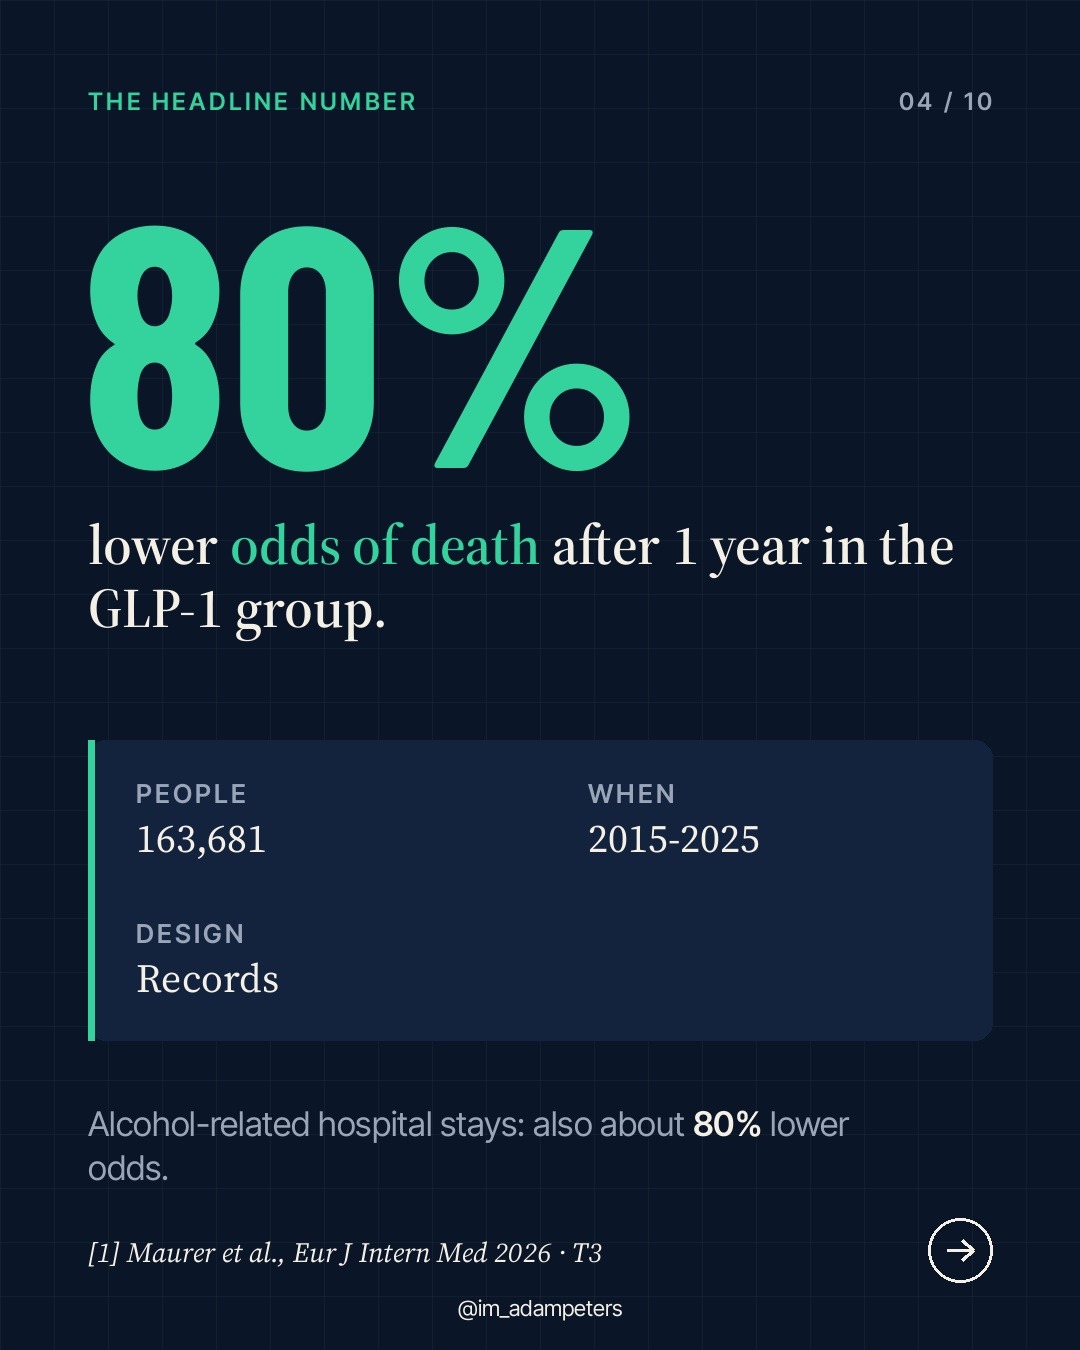 THE HEADLINE NUMBER
04 / 10
80%
lower odds of death after 1 year in the
GLP-1 group.
PEOPLE
163,681
WHEN
2015-2025
DESIGN
Records
Alcohol-related hospital stays: also about 80% lower
odds.
[1] Maurer et al., Eur J Intern Med 2026 · T3
@im_adampeters